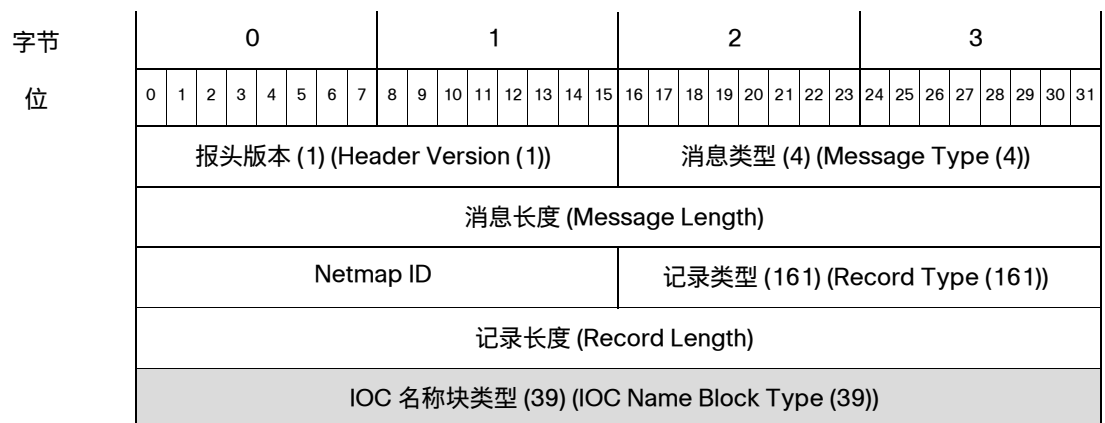 字节 0 1 2 3
位 0 1 2 3 4 5 6 7 8 9 10 11 12 13 14 15 16 17 18 19 20 21 22 23 24 25 26 27 28 29 30 31
报头版本 (1) (Header Version (1)) 消息类型 (4) (Message Type (4))
消息长度 (Message Length)
Netmap ID 记录类型 (161) (Record Type (161))
记录长度 (Record Length)
IOC 名称块类型 (39) (IOC Name Block Type (39))